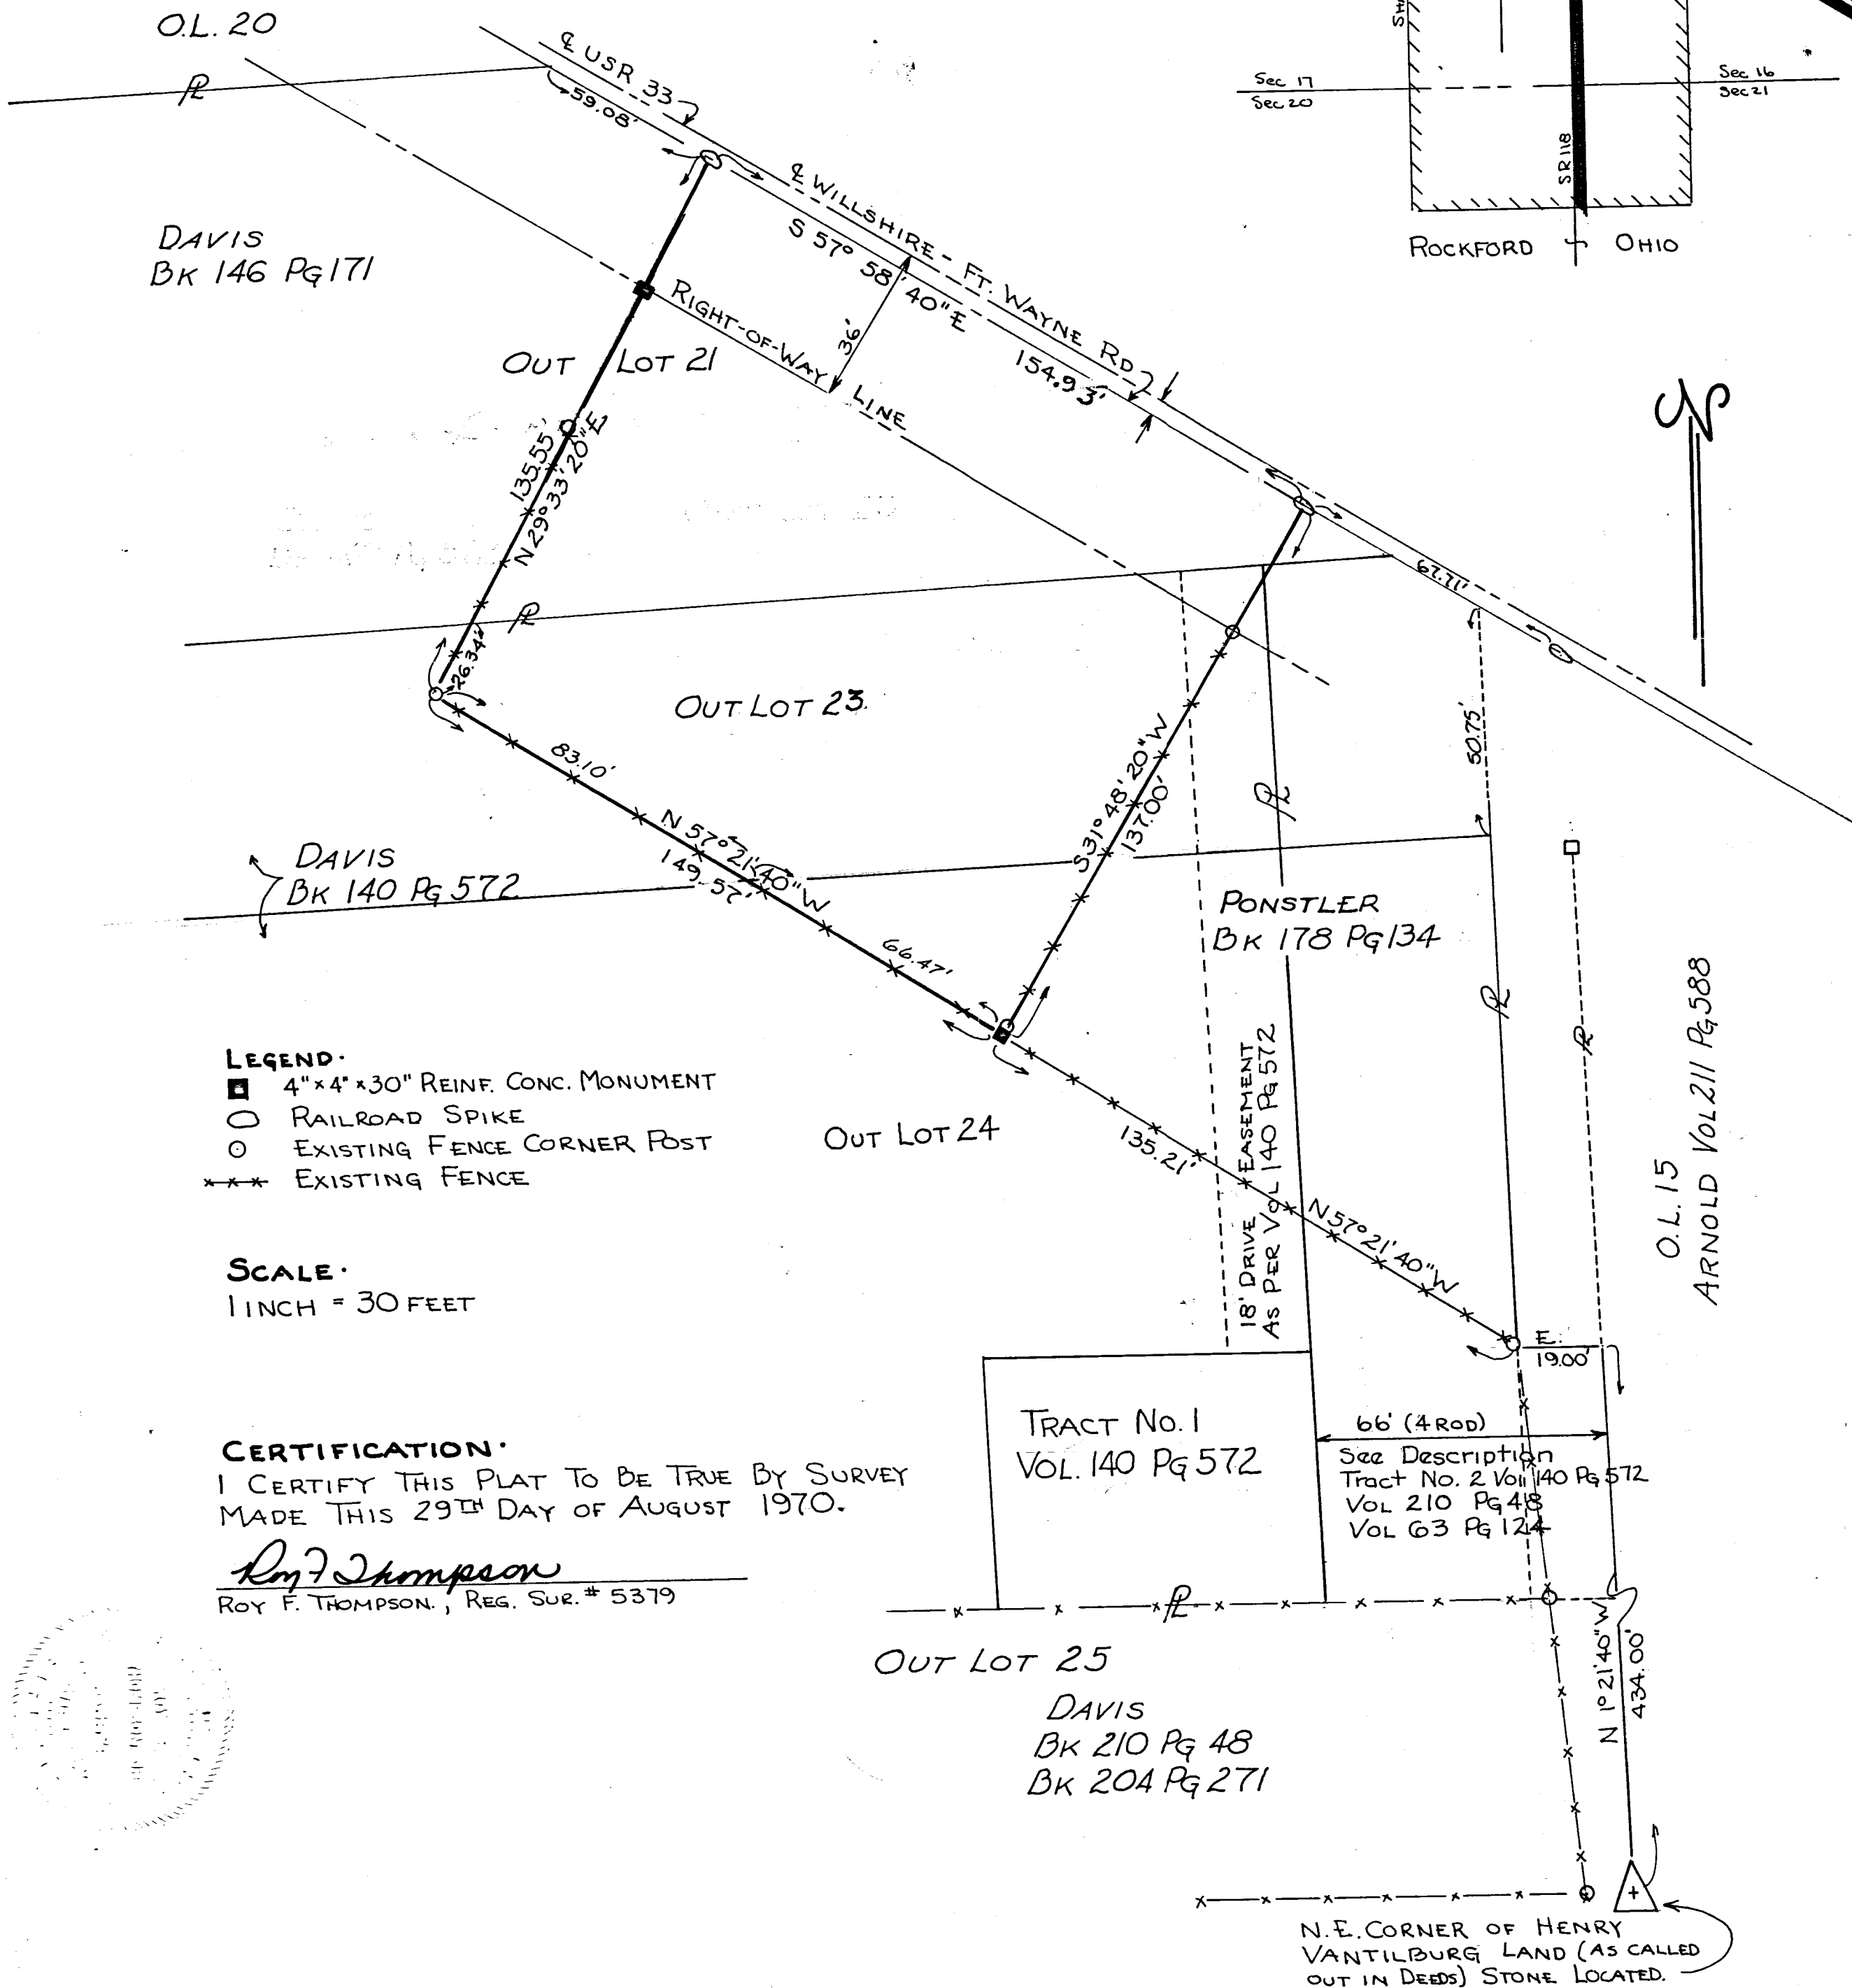 O.L. 20
℄ USR 33
59.08'
Sec 17
Sec 20
Sec 16
Sec 21
SR 118
ROCKFORD OHIO
℄ WILLSHIRE - FT. WAYNE RD
S 57° 58' 40" E
154.93'
36'
RIGHT-OF-WAY LINE
DAVIS
BK 146 PG 171
OUT LOT 21
135.55'
N 29° 33' 20" E
26.34'
N
67.71'
50.75'
OUT LOT 23
83.10'
N 57° 21' 40" W
149.57'
66.47'
S 31° 48' 20" W
137.00'
DAVIS
BK 140 PG 572
PONSTLER
BK 178 PG 134
O.L. 15
ARNOLD VOL 211 PG 588
LEGEND.
4" x 4" x 30" REINF. CONC. MONUMENT
RAILROAD SPIKE
EXISTING FENCE CORNER POST
EXISTING FENCE
OUT LOT 24
135.21'
N 57° 21' 40" W
18' DRIVE EASEMENT
AS PER VOL 140 PG 572
SCALE.
1 INCH = 30 FEET
E.
19.00'
TRACT NO. 1
VOL. 140 PG 572
66' (4 ROD)
See Description
Tract No. 2 Vol 140 PG 572
VOL 210 PG 48
VOL 63 PG 124
CERTIFICATION.
I CERTIFY THIS PLAT TO BE TRUE BY SURVEY
MADE THIS 29TH DAY OF AUGUST 1970.
Roy F Thompson
ROY F. THOMPSON., REG. SUR. # 5379
OUT LOT 25
DAVIS
BK 210 PG 48
BK 204 PG 271
N 1° 21' 40" W
434.00'
N.E. CORNER OF HENRY
VANTILBURG LAND (AS CALLED
OUT IN DEEDS) STONE LOCATED.